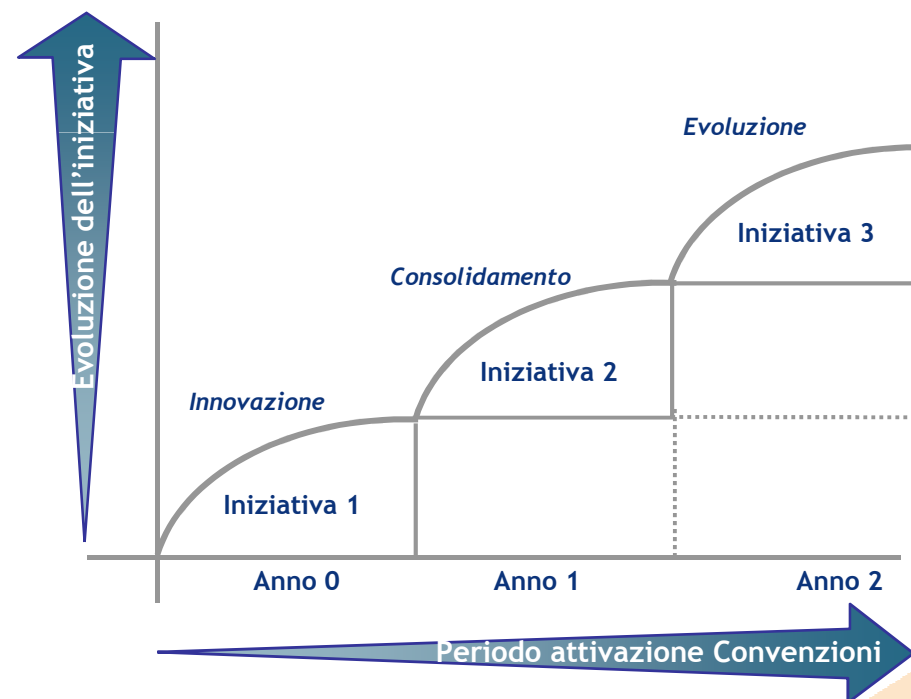 Evoluzione dell'iniziativa
Evoluzione
Iniziativa 3
Consolidamento
Iniziativa 2
Innovazione
Iniziativa 1
Anno 0
Anno 1
Anno 2
Periodo attivazione Convenzioni